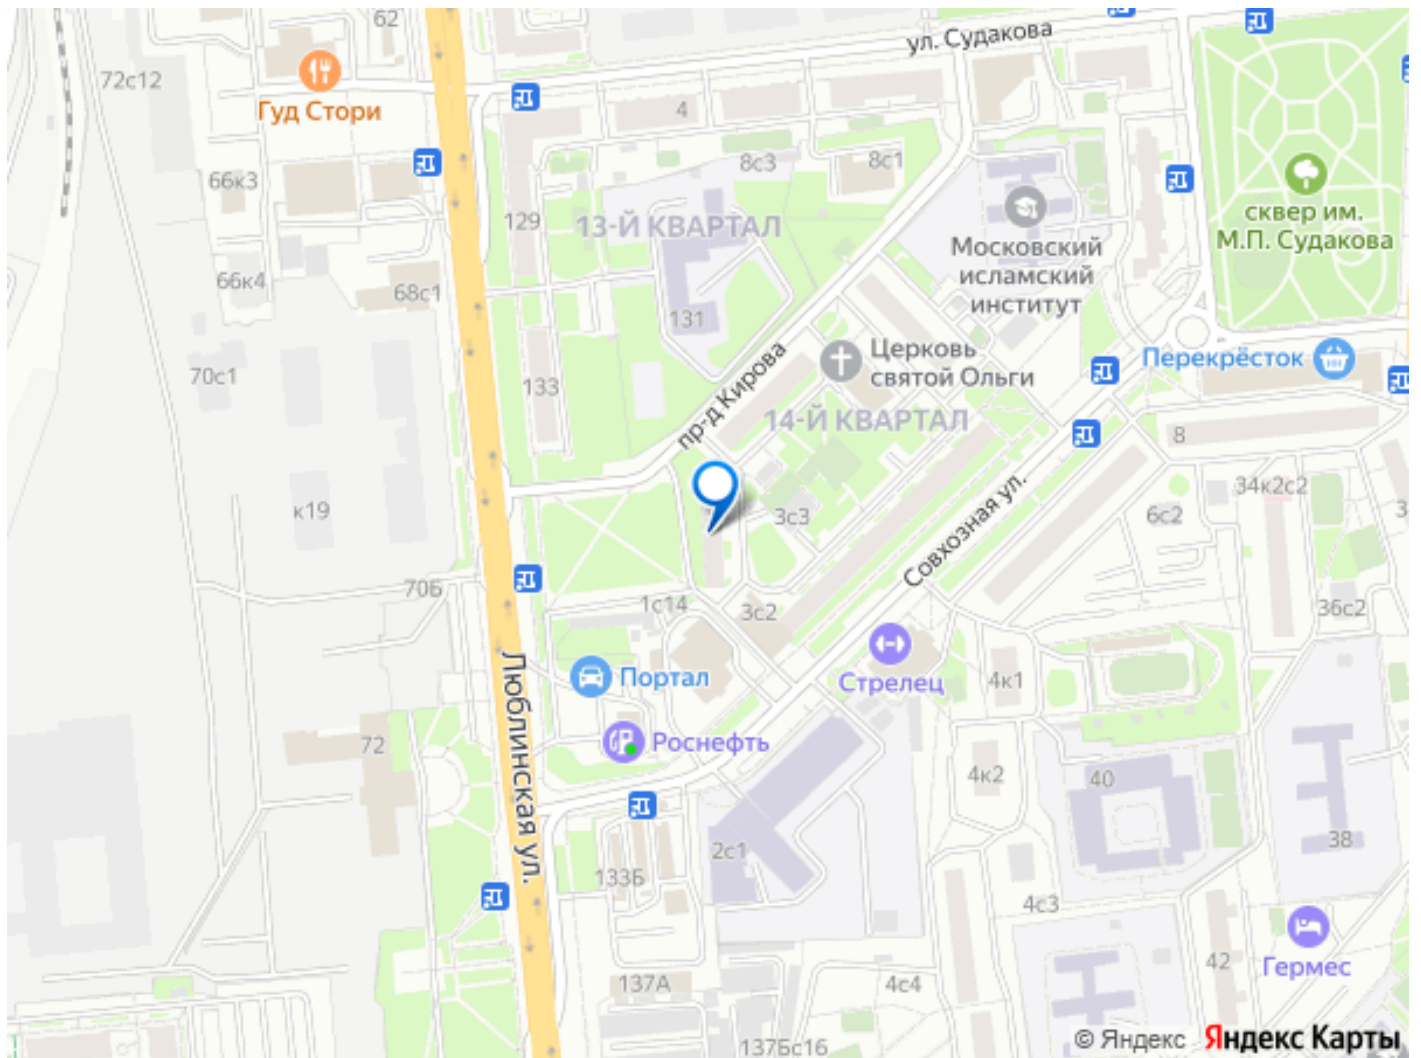 62
ул. Судакова
72с12
Гуд Стори
4
8с3
8с1
66к3
129
13-Й КВАРТАЛ
сквер им.
М.П. Судакова
Московский
исламский
институт
66к4
68с1
131
Церковь
святой Ольги
Перекрёсток
70с1
133
пр-д Кирова
14-Й КВАРТАЛ
8
34к2с2
к19
3с3
6с2
3
Совхозная ул.
70Б
1с14
3с2
36с2
Портал
Стрелец
4к1
Люблинская ул.
72
Роснефть
4к2
40
38
2с1
133Б
4с3
42
Гермес
137А
4с4
137Бс16
© Яндекс Яндекс Карты